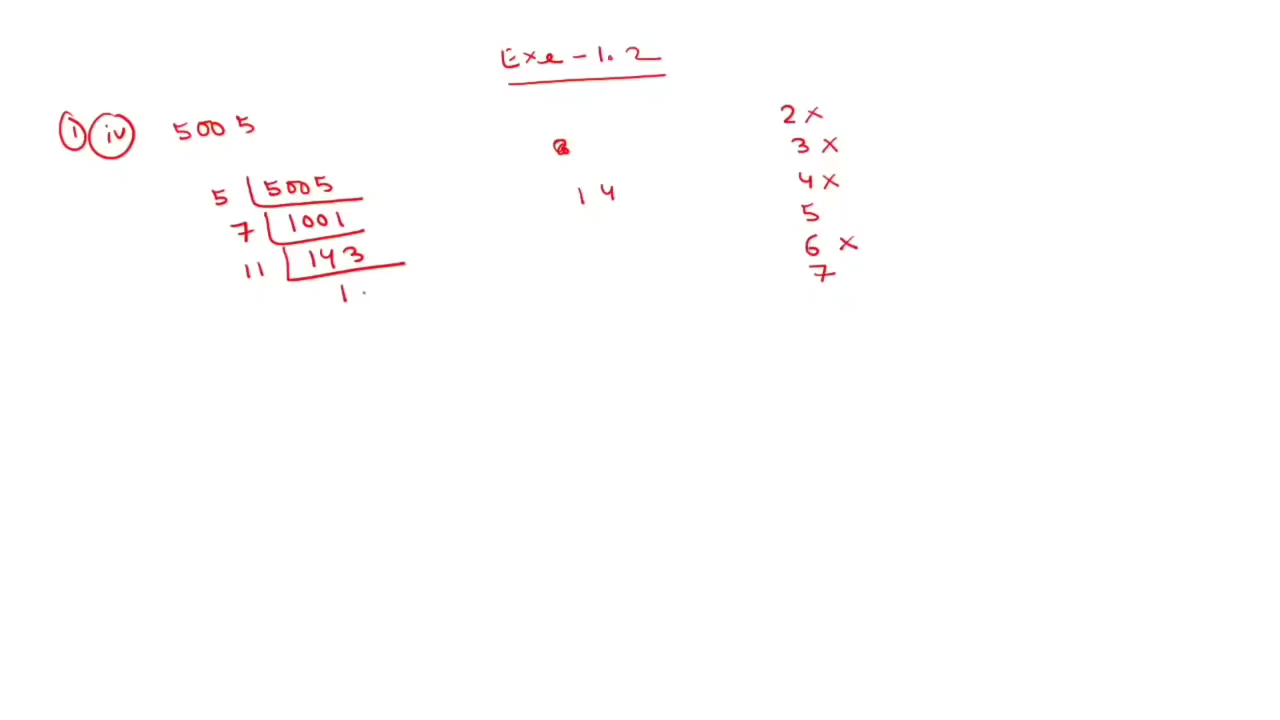 Exe - 1.2
i iv 5005
5 5005
7 1001
11 143
1
14
2 x
3 x
4 x
5
6 x
7